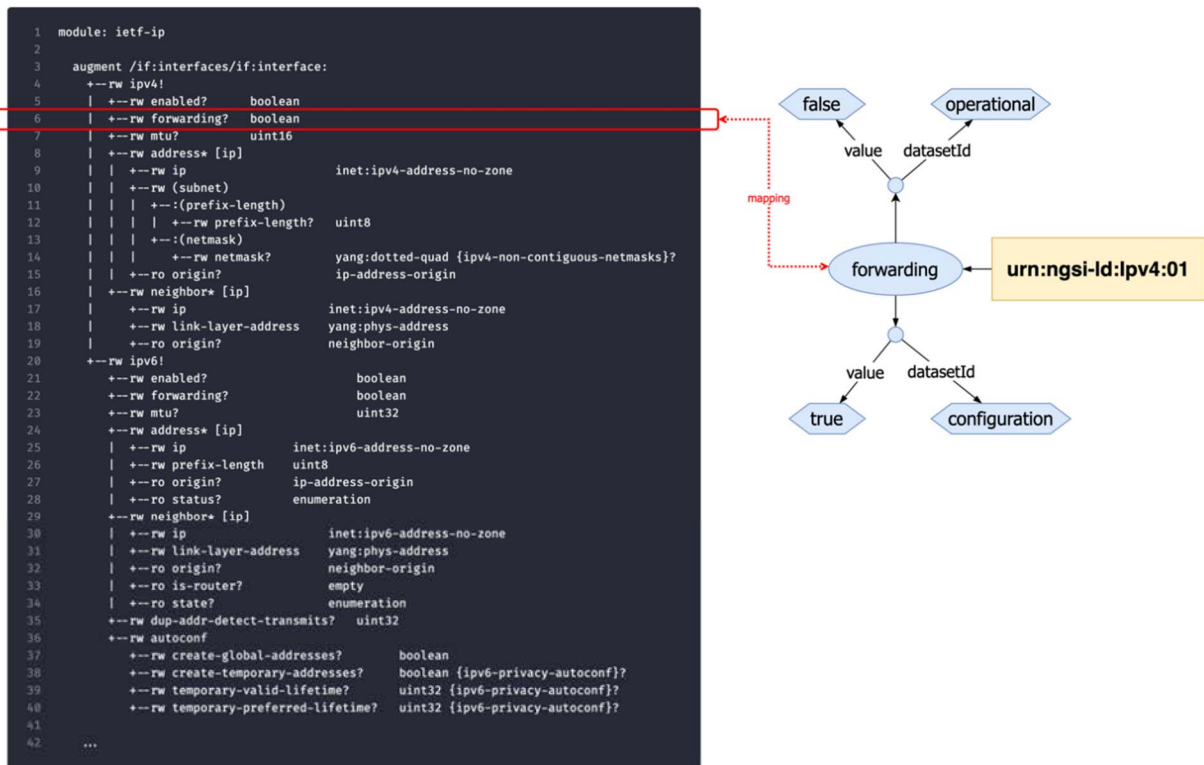 1 module: ietf-ip
2
3 augment /if:interfaces/if:interface:
4 +--rw ipv4!
5 | +--rw enabled? boolean
6 | +--rw forwarding? boolean
7 | +--rw mtu? uint16
8 | +--rw address* [ip]
9 | | +--rw ip inet:ipv4-address-no-zone
10 | | +--rw (subnet)
11 | | | +--:(prefix-length)
12 | | | | +--rw prefix-length? uint8
13 | | | +--:(netmask)
14 | | | +--rw netmask? yang:dotted-quad {ipv4-non-contiguous-netmasks}?
15 | | +--ro origin? ip-address-origin
16 | +--rw neighbor* [ip]
17 | +--rw ip inet:ipv4-address-no-zone
18 | +--rw link-layer-address yang:phys-address
19 | +--ro origin? neighbor-origin
20 +--rw ipv6!
21 +--rw enabled? boolean
22 +--rw forwarding? boolean
23 +--rw mtu? uint32
24 +--rw address* [ip]
25 | +--rw ip inet:ipv6-address-no-zone
26 | +--rw prefix-length uint8
27 | +--ro origin? ip-address-origin
28 | +--ro status? enumeration
29 +--rw neighbor* [ip]
30 | +--rw ip inet:ipv6-address-no-zone
31 | +--rw link-layer-address yang:phys-address
32 | +--ro origin? neighbor-origin
33 | +--ro is-router? empty
34 | +--ro state? enumeration
35 +--rw dup-addr-detect-transmits? uint32
36 +--rw autoconf
37 +--rw create-global-addresses? boolean
38 +--rw create-temporary-addresses? boolean {ipv6-privacy-autoconf}?
39 +--rw temporary-valid-lifetime? uint32 {ipv6-privacy-autoconf}?
40 +--rw temporary-preferred-lifetime? uint32 {ipv6-privacy-autoconf}?
41
42 ...
false operational
value datasetId
mapping
forwarding urn:ngsi-ld:Ipv4:01
value datasetId
true configuration